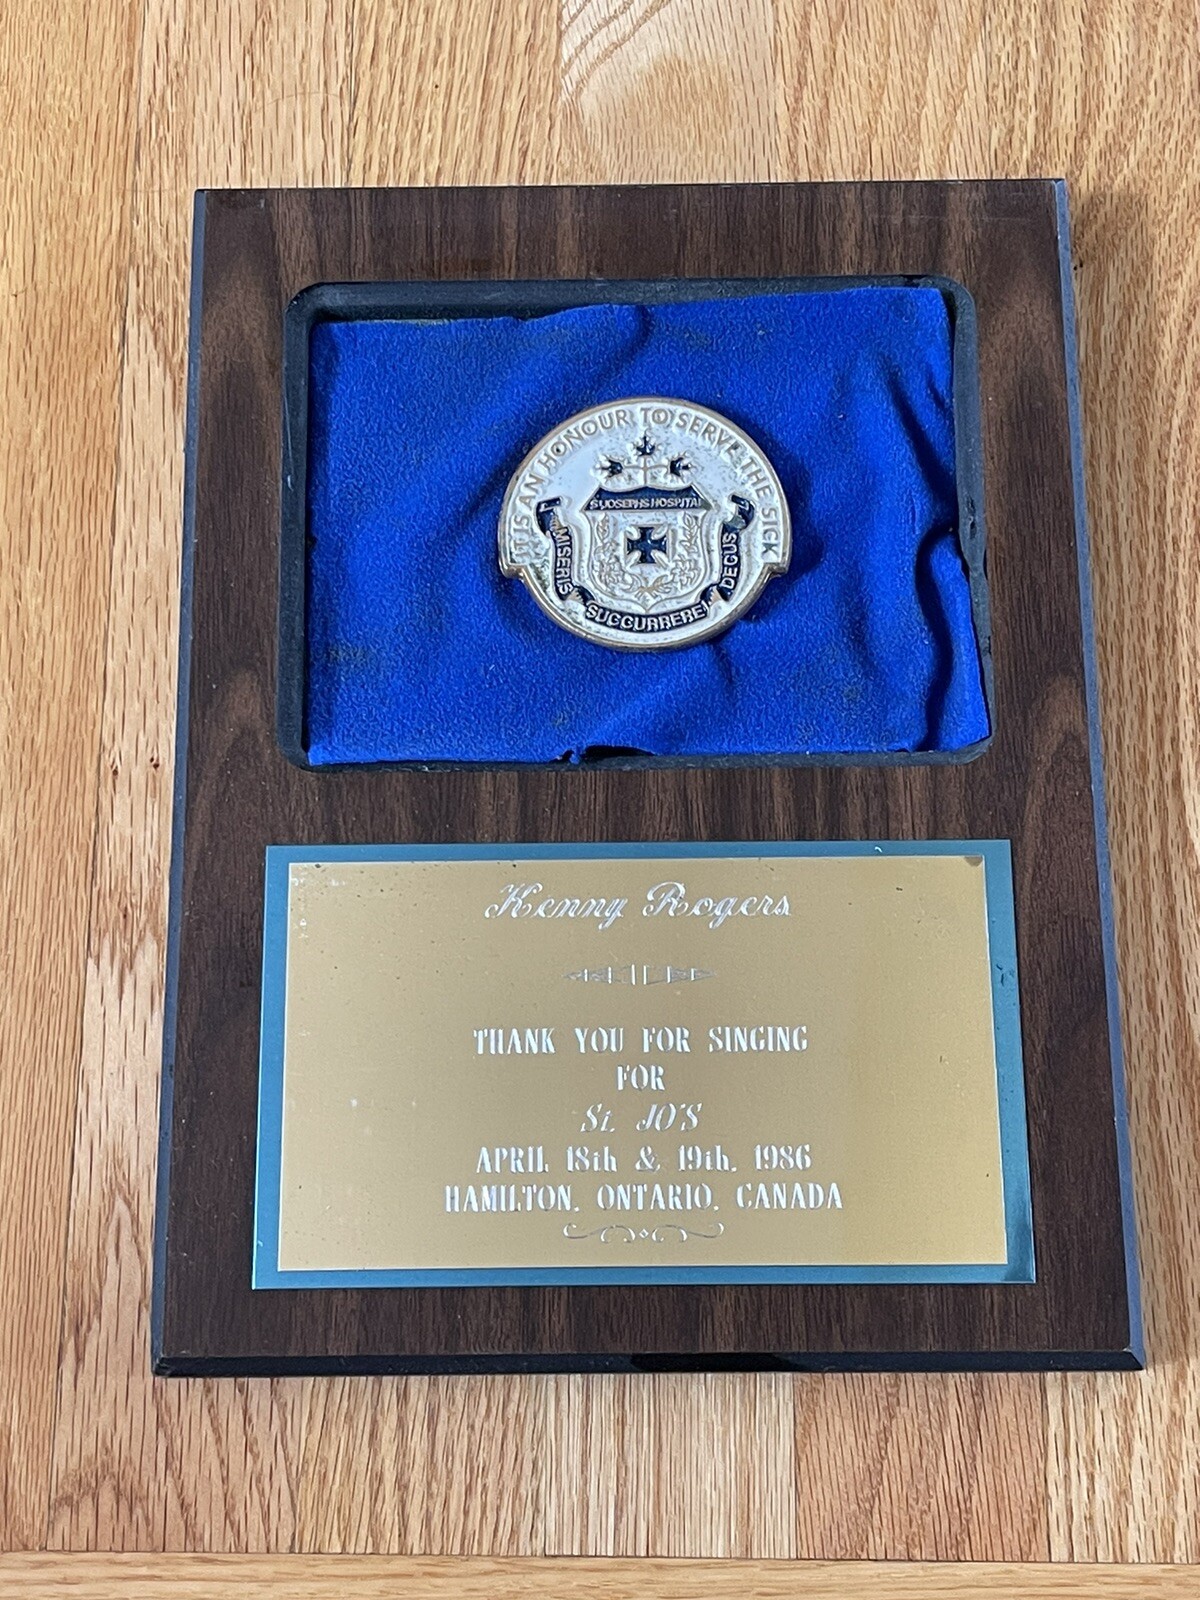 IT IS AN HONOUR TO SERVE THE SICK
ST JOSEPHS HOSPITAL
MISERIS SUCCURRERE DECUS
Kenny Rogers
THANK YOU FOR SINGING
FOR
St. JO'S
APRIL 18th & 19th, 1986
HAMILTON, ONTARIO, CANADA